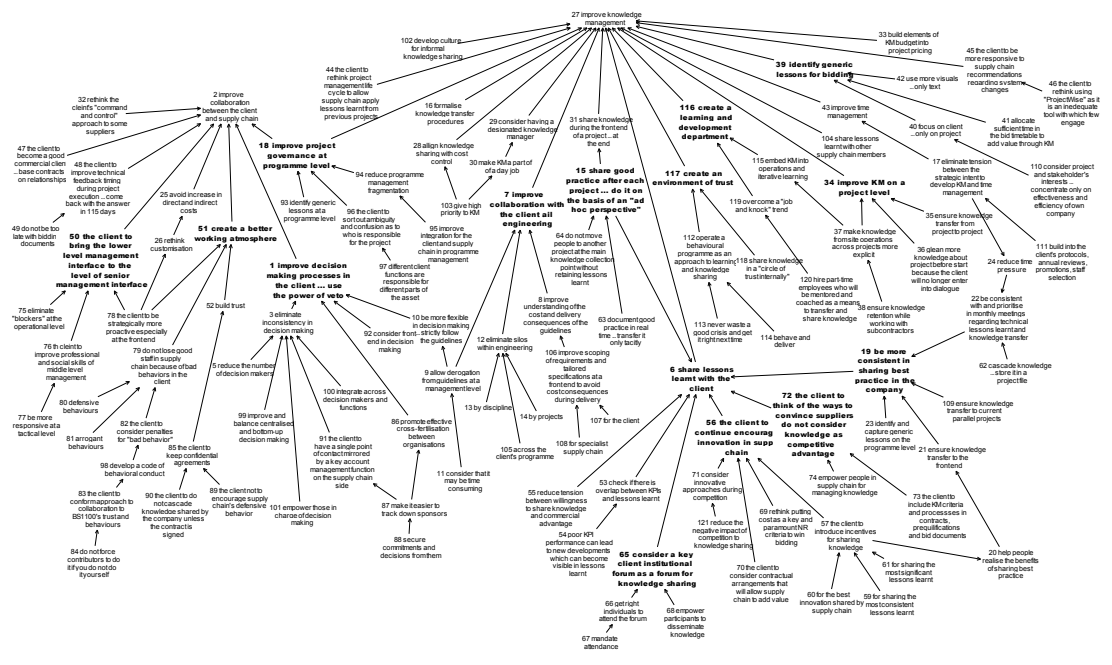 27 improve knowledge
management
102 develop culture
for informal
knowledge sharing
33 build elements
of KM budget into
project pricing
45 the client to be
more responsive to
supply chain
recommendations
regarding system
changes
39 identify generic
lessons for bidding
42 use more visuals
...only text
46 the client to
rethink using
"ProjectWise" as it
is an inedequate
tool with which few
engage
44 the client to
rethink project
management life
cycle to allow
supply chain apply
lessons learnt from
previous projects
32 rethink the
cleint's "command
and control"
approach to some
suppliers
2 improve
collaboration
between the client
and supply chain
16 formalise
knowledge transfer
procedures
29 consider having a
designated knowledge
manager
31 share knowledge
during the frontend
of a project ...at
the end
116 create a
learning and
development
department
43 improve time
management
41 allocate
sufficient time in
the bid timetable to
add value through KM
40 focus on client
...only on project
104 share lessons
learnt with other
supply chain members
47 the client to
become a good
commercial clien
...base contracts
on relationships
18 improve project
governance at
programme level
28 align knowledge
sharing with cost
control
30 make KM a part of
a day job
48 the client to
improve technical
feedback timing
during project
execution ... come
back with the answer
in 115 days
94 reduce programme
management
fragmentation
15 share good
practice after each
project ... do it on
the basis of an "ad
hoc perspective"
117 create an
environment of trust
115 embed KM into
operations and
iterative learning
17 eliminate tension
between the
strategic intent to
develop KM and time
management
110 consider project
and stakeholder's
interests ...
concentrate only on
effectiveness and
efficiency of own
company
34 improve KM on a
project level
25 avoid increase in
direct and indirect
costs
93 identify generic
lessons at a
programme level
96 the client to
sort ambiguity
and confusion as to
who is responsible
for the project
103 give high
priority to KM
7 improve
collaboration with
the client ail
engineering
119 overcome a "job
and knock" trend
35 ensure knowledge
transfer from
project to project
49 do not be too
late with biddin
documents
50 the client to
bring the lower
level management
interface to the
level of senior
management interface
51 create a better
working atmosphere
26 rethink
customisation
95 improve
integration for the
client and supply
chain in programme
management
64 do not move
people to another
project at the main
knowledge collection
point without
retaining lessons
learnt
112 operate a
behavioural
programme as an
approach to learning
and knowledge
sharing
118 share knowledge
in a "circle of
trust internally"
37 make knowledge
from site operations
across projects more
explicit
36 glean more
knowledge about
project before start
because the client
will no longer enter
into dialogue
24 reduce time
pressure
111 build into the
client's protocols,
annual reviews,
promotions, staff
selection
1 improve decision
making processes in
the client ... use
the power of veto
97 different client
functions are
responsible for
different parts of
the asset
120 hire part-time
employees who will
be mentored and
coached as a means
to transfer and
share knowledge
75 eliminate
"blockers" at the
operational level
78 the client to be
strategically more
proactive especially
at the frontend
52 build trust
3 eliminate
inconsistency in
decision making
10 be more flexible
in decision making
...strictly follow
the guidelines
92 consider front
end in decision
making
8 improve
understanding of the
cost and delivery
consequences of the
guidelines
63 document good
practice in real
time ...transfer it
only tacitly
38 ensure knowledge
retention while
working with
subcontractors
22 be consistent
with and prioritise
in monthly meetings
regarding technical
lessons learnt and
knowledge transfer
113 never waste a
good crisis and get
it right next time
114 behave and
deliver
76 th cleint to
improve professional
and social skills of
middle level
management
79 do not lose good
staff in supply
chain because of bad
behaviors in the
client
5 reduce the number
of decision makers
12 eliminate silos
within engineering
106 improve scoping
of requirements and
tailored
specifications at a
frontend to avoid
cost consequences
during delivery
6 share lessons
learnt with the
client
19 be more
consistent in
sharing best
practice in the
company
62 cascade knowledge
...store it in a
project file
9 allow derogation
from guidelines at a
management level
80 defensive
behaviours
100 integrate across
decision makers and
functions
13 by discipline
14 by projects
107 for the client
72 the client to
think of the ways to
convince suppliers
do not consider
knowledge as
competitive
advantage
109 ensure
knowledge transfer
to current
parallel projects
77 be more
responsive at a
tactical level
81 arrogant
behaviours
82 the client to
consider penalties
for "bad behavior"
99 improve and
balance centralised
and bottom-up
decision making
86 promote effective
cross-fertilisation
between
organisations
56 the client to
continue encourag
innovation in supp
chain
23 identify and
capture generic
lessons on the
programme level
91 the client to
have a single point
of contact mirrored
by a key account
management function
on the supply chain
side
105 across the
client's programme
108 for specialist
supply chain
85 the client to
keep confidential
agreements
21 ensure knowledge
transfer to the
frontend
98 develop a code of
behavioral conduct
11 consider that it
may be time
consuming
71 consider
innovative
approaches during
competition
74 empower people in
supply chain for
managing knowledge
53 check if there is
overlap between KPIs
and lessons learnt
83 the client to
conform approach to
collaboration to
BS1100's trust and
behaviours
90 the client to do
not cascade
knowledge shared by
the company unless
the contract is
signed
89 the client not to
encourage supply
chain's defensive
behavior
101 empower those in
charge of decision
making
87 make it easier to
track down sponsors
55 reduce tension
between willingness
to share knowledge
and commercial
advantage
69 rethink putting
cost as a key and
paramount NR
criteria to win
bidding
73 the client to
include KM criteria
and processses in
contracts,
prequilifications
and bid documents
121 reduce the
negative impact of
competition to
knowledge sharing
57 the client to
introduce incentives
for sharing
knowledge
54 poor KPI
performance can lead
to new developments
which can become
visible in lessons
learnt
88 secure
commitments and
decisions from them
84 do not force
contributors to do
it if you do not do
it yourself
65 consider a key
client institutional
forum as a forum for
knowledge sharing
70 the client to
consider contractual
arrangements that
will allow supply
chain to add value
61 for sharing the
most significant
lessons learnt
20 help people
realise the benefits
of sharing best
practice
60 for the best
innovation shared by
supply chain
59 for sharing the
most consistent
lessons learnt
66 get right
individuals to
attend the forum
68 empower
participants to
disseminate
knowledge
67 mandate
attendance